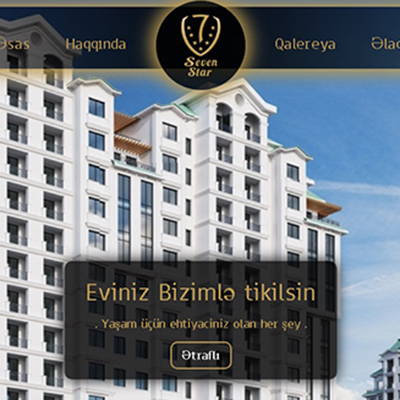 Əsas
Haqqında
7
Seven
Star
Qalereya
Əlaq
Eviniz Bizimlə tikilsin
. Yaşam üçün ehtiyaciniz olan her şey .
Ətraflı